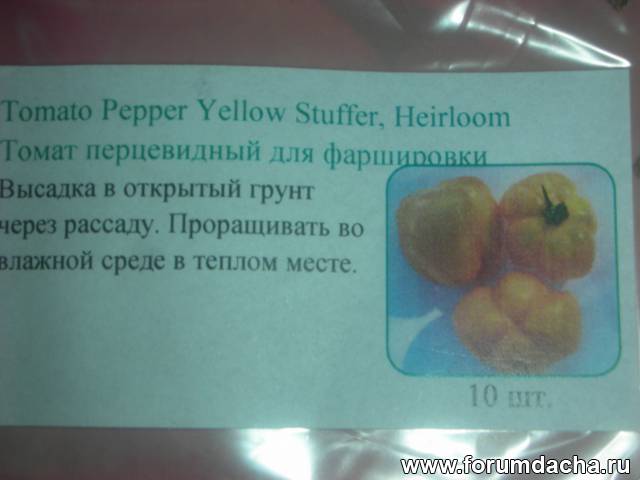 Tomato Pepper Yellow Stuffer, Heirloom
Томат перцевидный для фаршировки
Высадка в открытый грунт
через рассаду. Проращивать во
влажной среде в теплом месте.
10 шт.
www.forumdacha.ru